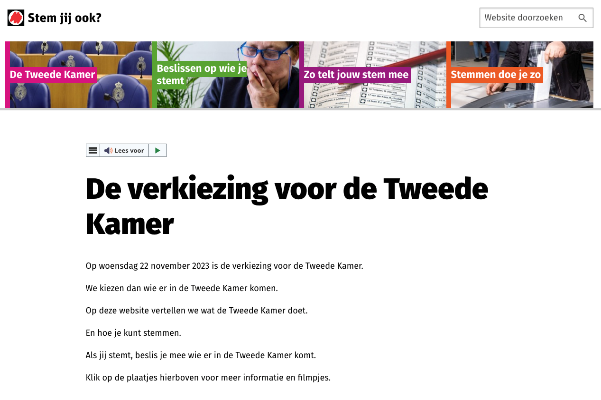 Stem jij ook?
Website doorzoeken
De Tweede Kamer
Beslissen op wie je
stemt
Zo telt jouw stem mee
Stemmen doe je zo
Lees voor
De verkiezing voor de Tweede
Kamer
Op woensdag 22 november 2023 is de verkiezing voor de Tweede Kamer.
We kiezen dan wie er in de Tweede Kamer komen.
Op deze website vertellen we wat de Tweede Kamer doet.
En hoe je kunt stemmen.
Als jij stemt, beslis je mee wie er in de Tweede Kamer komt.
Klik op de plaatjes hierboven voor meer informatie en filmpjes.